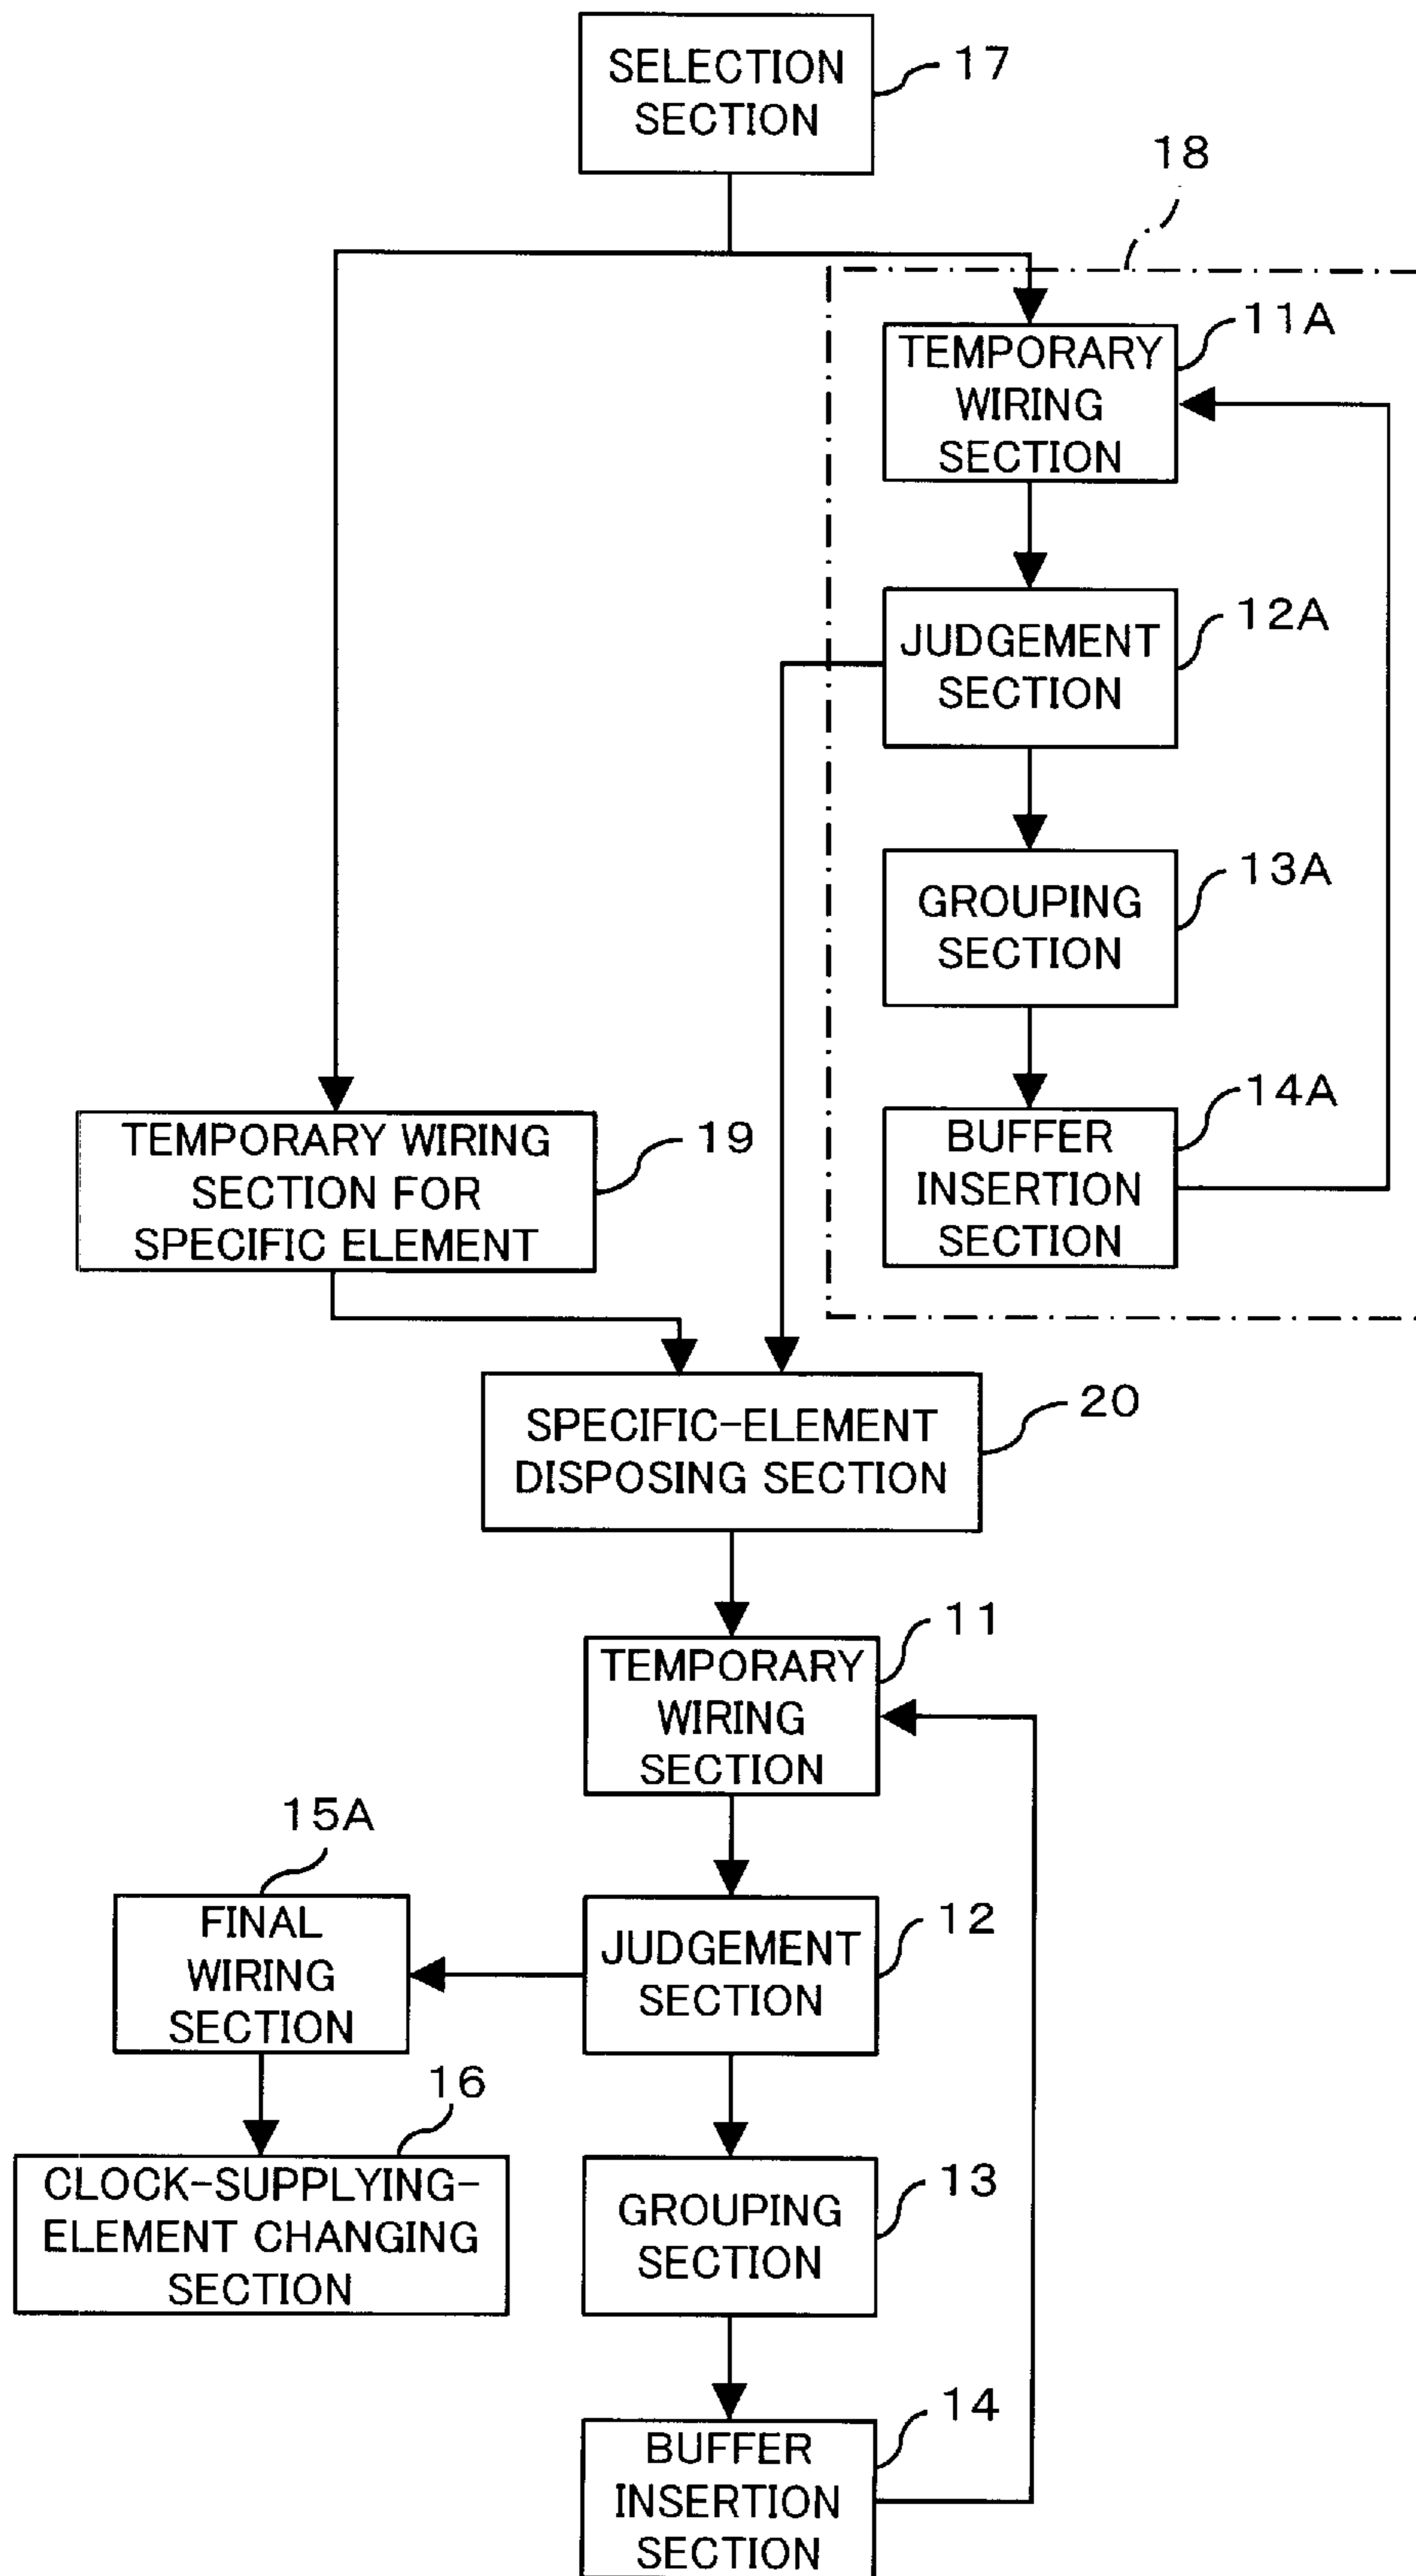 SELECTION
SECTION
17
18
TEMPORARY
WIRING
SECTION
11A
JUDGEMENT
SECTION
12A
GROUPING
SECTION
13A
BUFFER
INSERTION
SECTION
14A
TEMPORARY WIRING
SECTION FOR
SPECIFIC ELEMENT
19
SPECIFIC-ELEMENT
DISPOSING SECTION
20
TEMPORARY
WIRING
SECTION
11
15A
FINAL
WIRING
SECTION
JUDGEMENT
SECTION
12
16
CLOCK-SUPPLYING-
ELEMENT CHANGING
SECTION
GROUPING
SECTION
13
BUFFER
INSERTION
SECTION
14